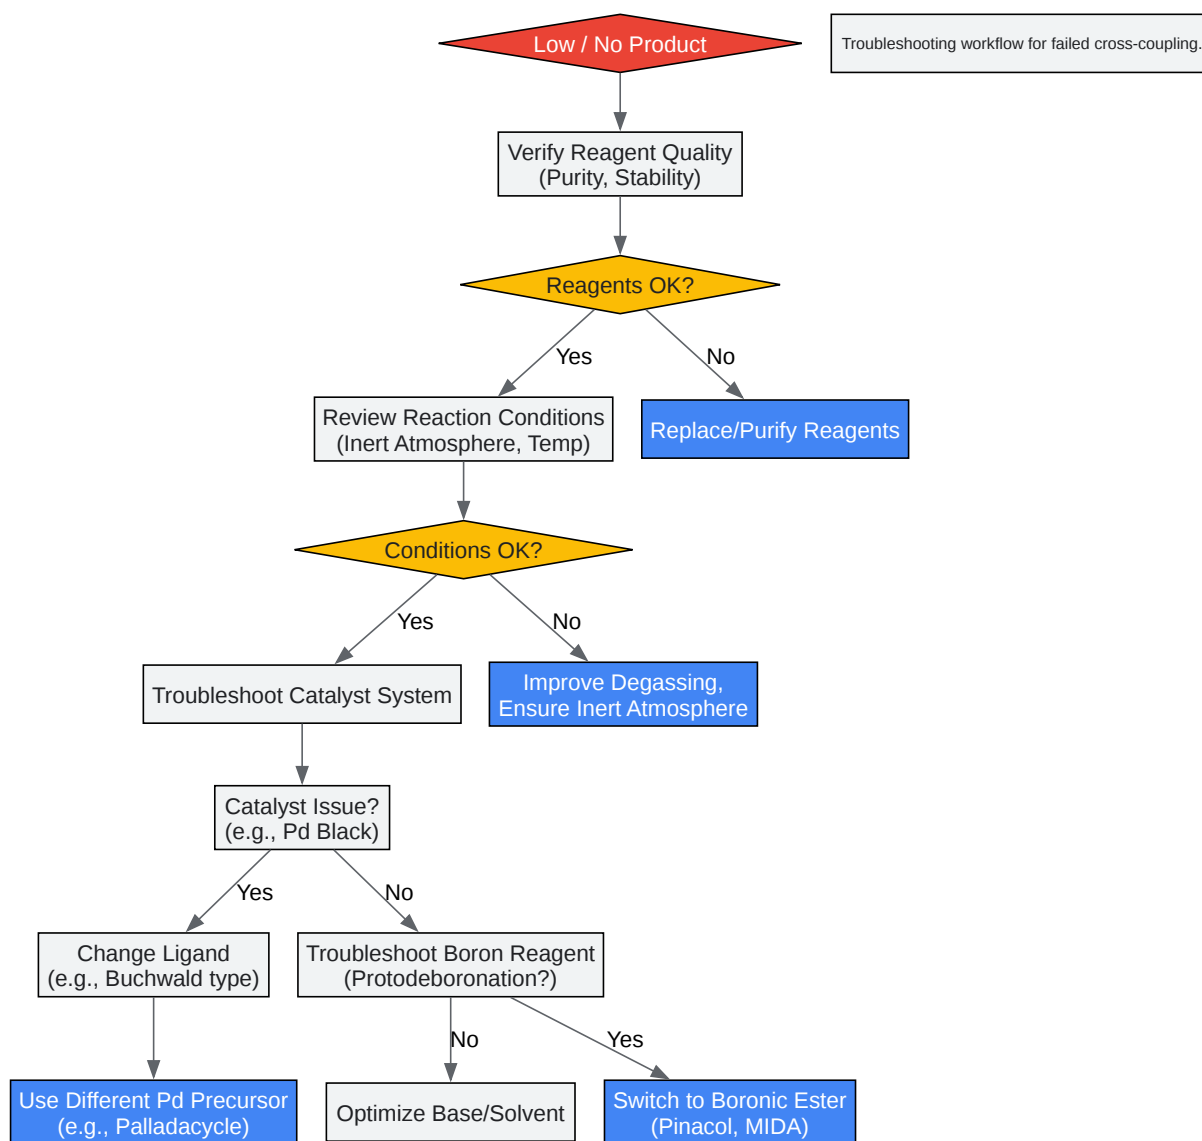 Low / No Product
Troubleshooting workflow for failed cross-coupling.
Verify Reagent Quality
(Purity, Stability)
Reagents OK?
Yes
No
Review Reaction Conditions
(Inert Atmosphere, Temp)
Replace/Purify Reagents
Conditions OK?
Yes
No
Troubleshoot Catalyst System
Improve Degassing,
Ensure Inert Atmosphere
Catalyst Issue?
(e.g., Pd Black)
Yes
No
Change Ligand
(e.g., Buchwald type)
Troubleshoot Boron Reagent
(Protodeboronation?)
No
Yes
Use Different Pd Precursor
(e.g., Palladacycle)
Optimize Base/Solvent
Switch to Boronic Ester
(Pinacol, MIDA)